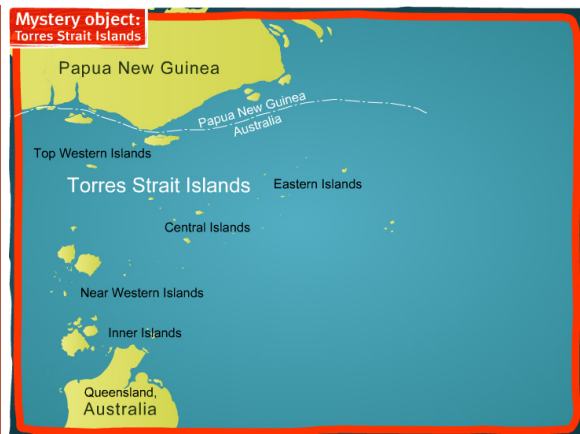 Mystery object:
Torres Strait Islands
Papua New Guinea
Papua New Guinea
Australia
Top Western Islands
Torres Strait Islands
Eastern Islands
Central Islands
Near Western Islands
Inner Islands
Queensland,
Australia